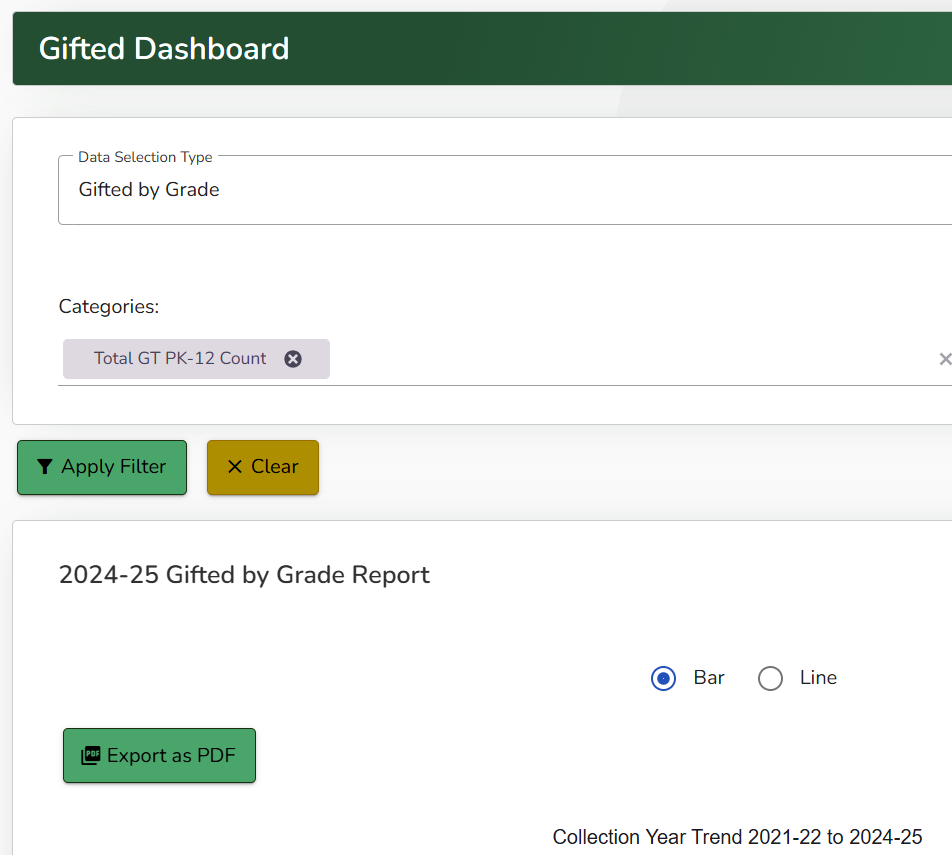 Gifted Dashboard
Data Selection Type
Gifted by Grade
Categories:
Total GT PK-12 Count
Apply Filter
Clear
2024-25 Gifted by Grade Report
Bar
Line
PDF Export as PDF
Collection Year Trend 2021-22 to 2024-25